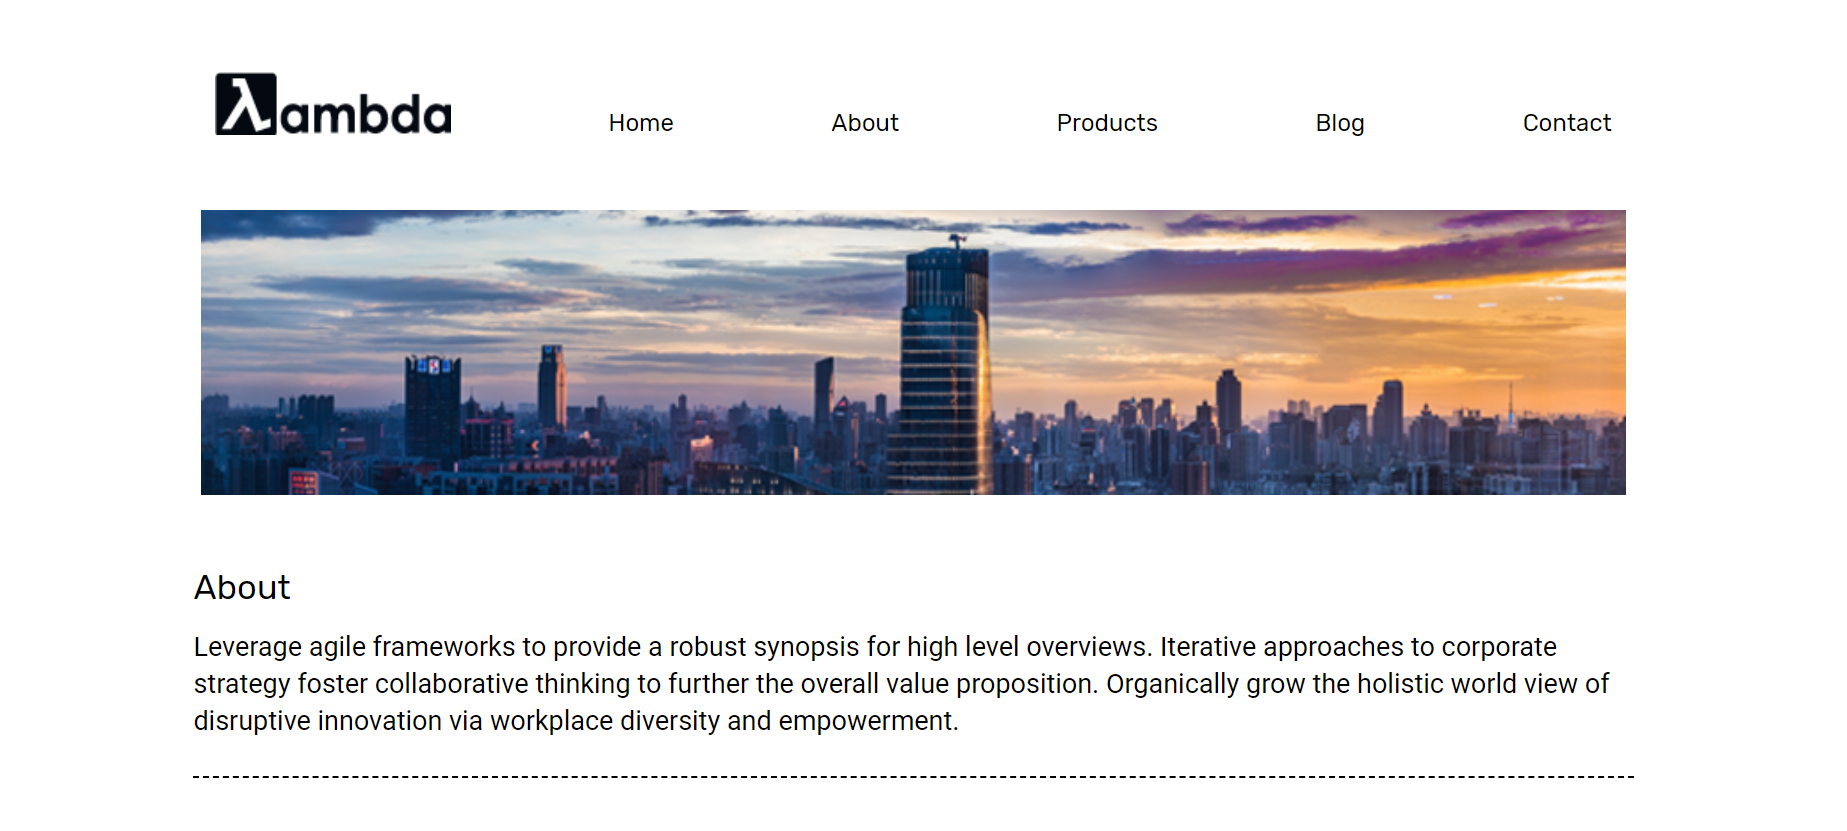 λambda
Home About Products Blog Contact
About
Leverage agile frameworks to provide a robust synopsis for high level overviews. Iterative approaches to corporate
strategy foster collaborative thinking to further the overall value proposition. Organically grow the holistic world view of
disruptive innovation via workplace diversity and empowerment.